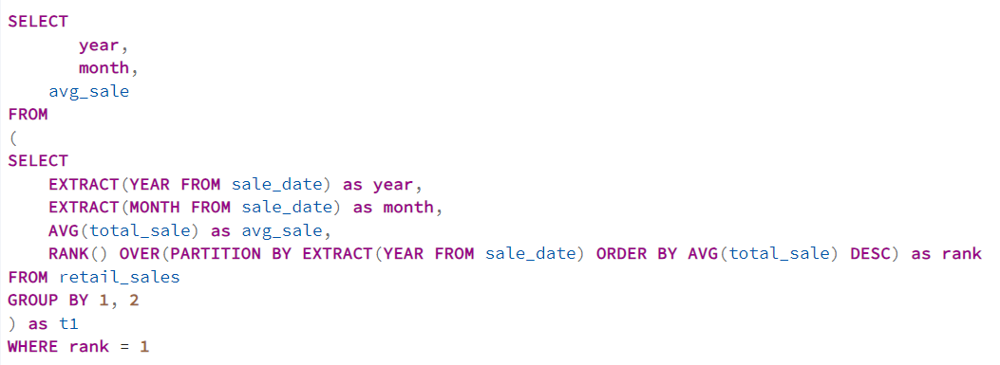 SELECT
year,
month,
avg_sale
FROM
(
SELECT
EXTRACT(YEAR FROM sale_date) as year,
EXTRACT(MONTH FROM sale_date) as month,
AVG(total_sale) as avg_sale,
RANK() OVER(PARTITION BY EXTRACT(YEAR FROM sale_date) ORDER BY AVG(total_sale) DESC) as rank
FROM retail_sales
GROUP BY 1, 2
) as t1
WHERE rank = 1